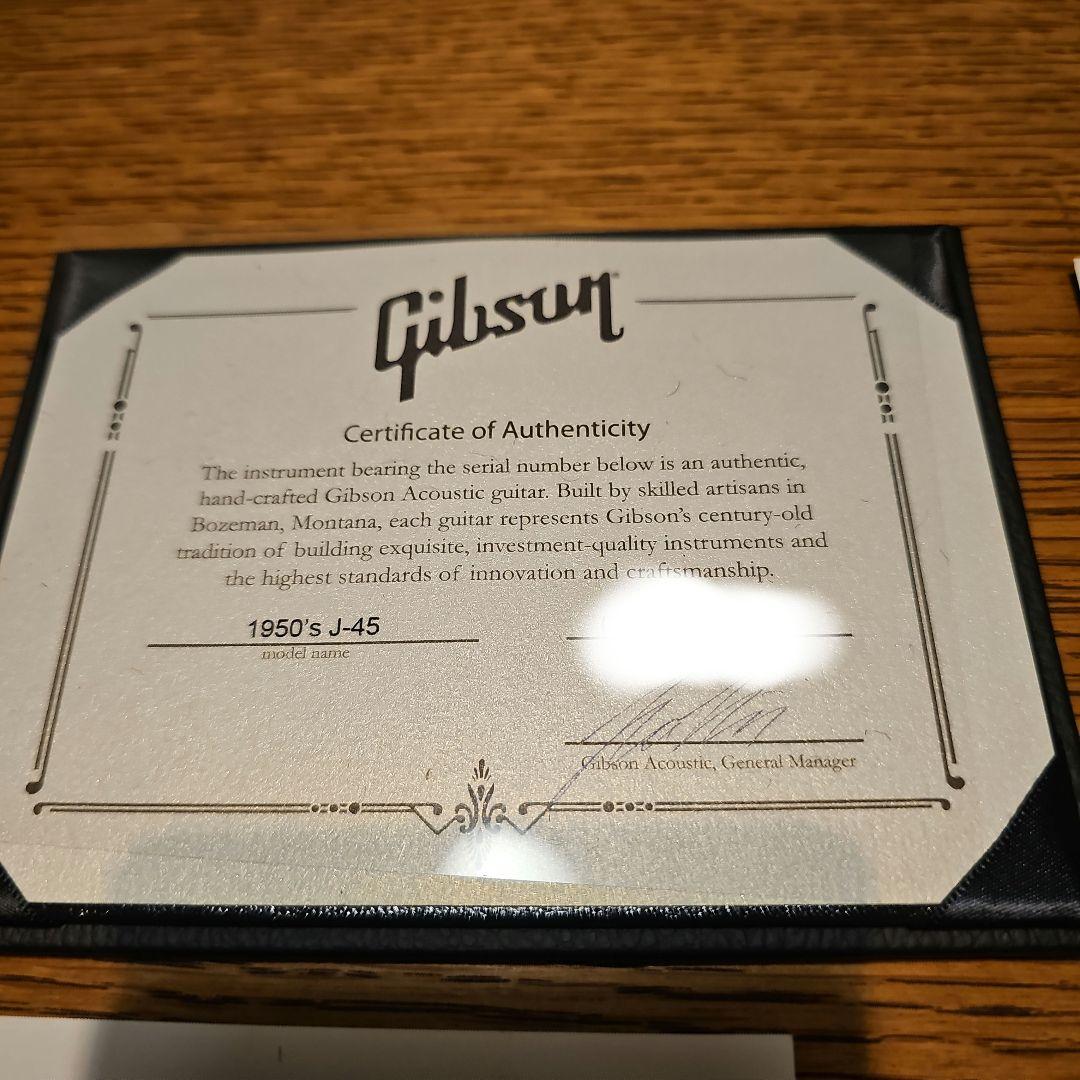 Gibson
Certificate of Authenticity
The instrument bearing the serial number below is an authentic,
hand-crafted Gibson Acoustic guitar. Built by skilled artisans in
Bozeman, Montana, each guitar represents Gibson's century-old
tradition of building exquisite, investment-quality instruments and
the highest standards of innovation and craftsmanship.
1950's J-45
model name
Gibson Acoustic, General Manager